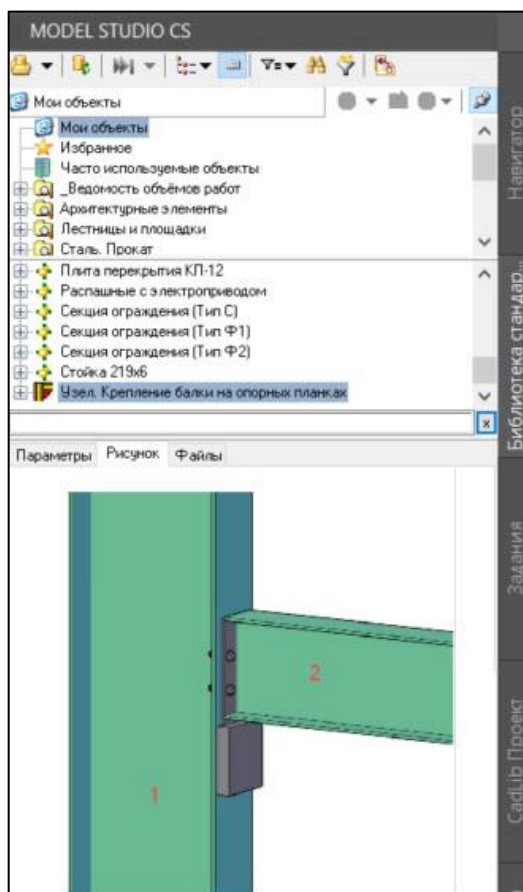 MODEL STUDIO CS
Мои объекты
Мои объекты
Избранное
Часто используемые объекты
_Ведомость объёмов работ
Архитектурные элементы
Лестницы и площадки
Сталь. Прокат
Плита перекрытия КП-12
Распашные с электроприводом
Секция ограждения (Тип С)
Секция ограждения (Тип Ф1)
Секция ограждения (Тип Ф2)
Стойка 219х6
Узел. Крепление балки на опорных планках
Параметры Рисунок Файлы
2
1
Навигатор
Библиотека стандар...
Задания
CadLib Проект